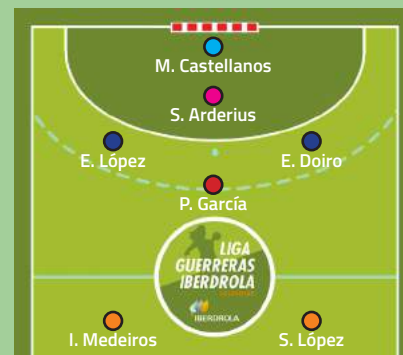 M. Castellanos
S. Arderius
E. López
E. Doiro
P. García
LIGA
GUERRERAS
IBERDROLA
IBERDROLA
I. Medeiros
S. López